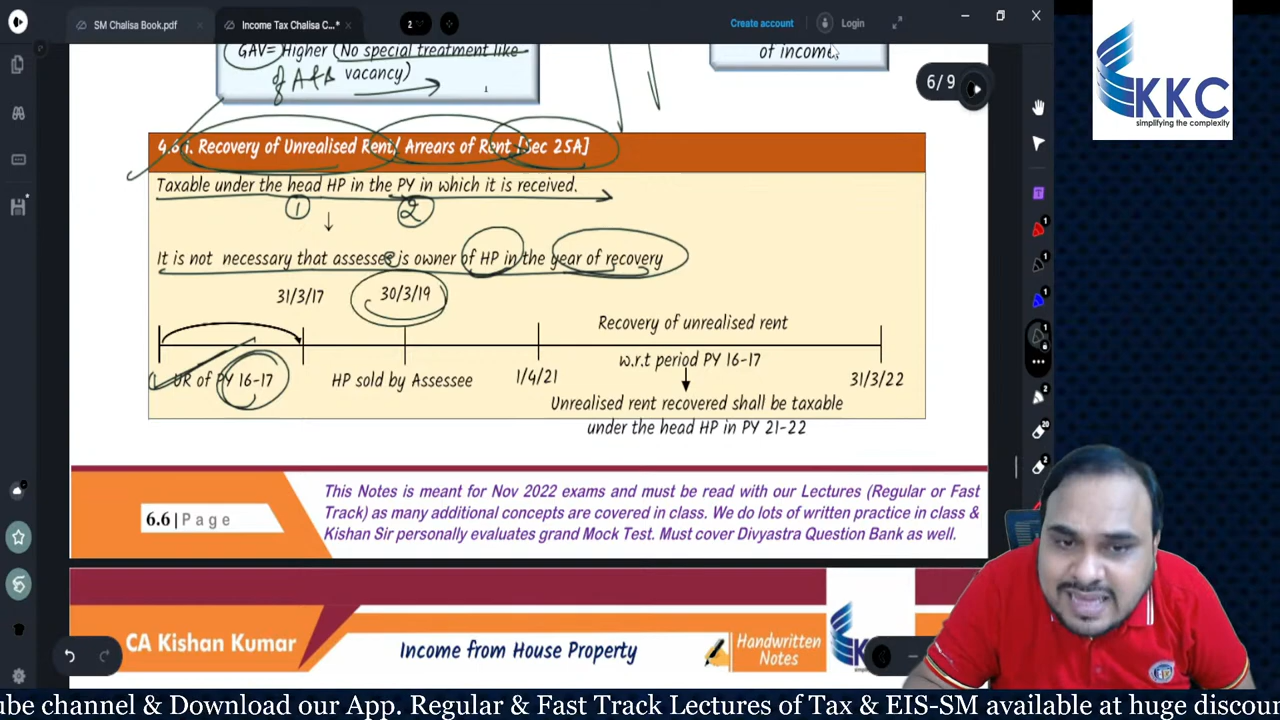 SM Chalisa Book.pdf
Income Tax Chalisa C...*
2
Create account
Login
KKC
simplifying the complexity
GAV= Higher (No special treatment like
of A & B vacancy)
of income.
6/9
4.6 i. Recovery of Unrealised Rent/ Arrears of Rent [Sec 25A]
Taxable under the head HP in the PY in which it is received.
1 2
It is not necessary that assessee is owner of HP in the year of recovery
31/3/17 30/3/19
Recovery of unrealised rent
UR of PY 16-17 HP sold by Assessee 1/4/21 w.r.t period PY 16-17 31/3/22
Unrealised rent recovered shall be taxable
under the head HP in PY 21-22
6.6 | Page
This Notes is meant for Nov 2022 exams and must be read with our Lectures (Regular or Fast
Track) as many additional concepts are covered in class. We do lots of written practice in class &
Kishan Sir personally evaluates grand Mock Test. Must cover Divyastra Question Bank as well.
CA Kishan Kumar
Income from House Property
Handwritten
Notes
ube channel & Download our App. Regular & Fast Track Lectures of Tax & EIS-SM available at huge discoun